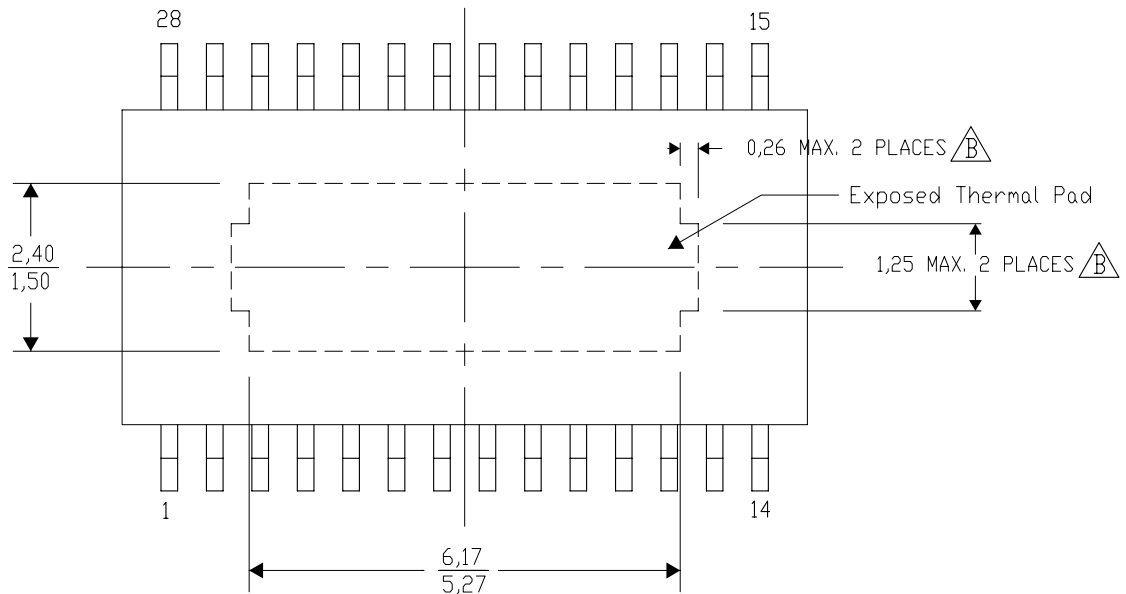 28
15
0,26 MAX. 2 PLACES B
Exposed Thermal Pad
2,40
1,50
1,25 MAX. 2 PLACES B
1
14
6,17
5,27